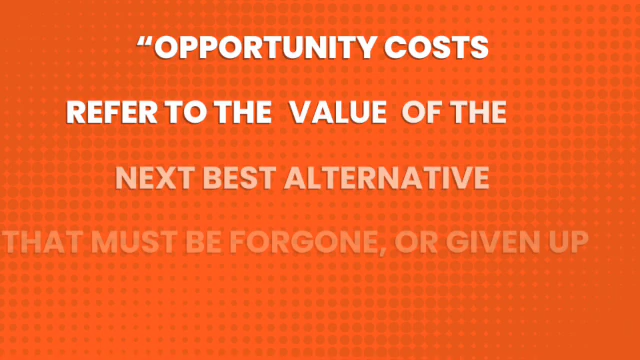 “OPPORTUNITY COSTS
REFER TO THE VALUE OF THE
NEXT BEST ALTERNATIVE
THAT MUST BE FORGONE, OR GIVEN UP